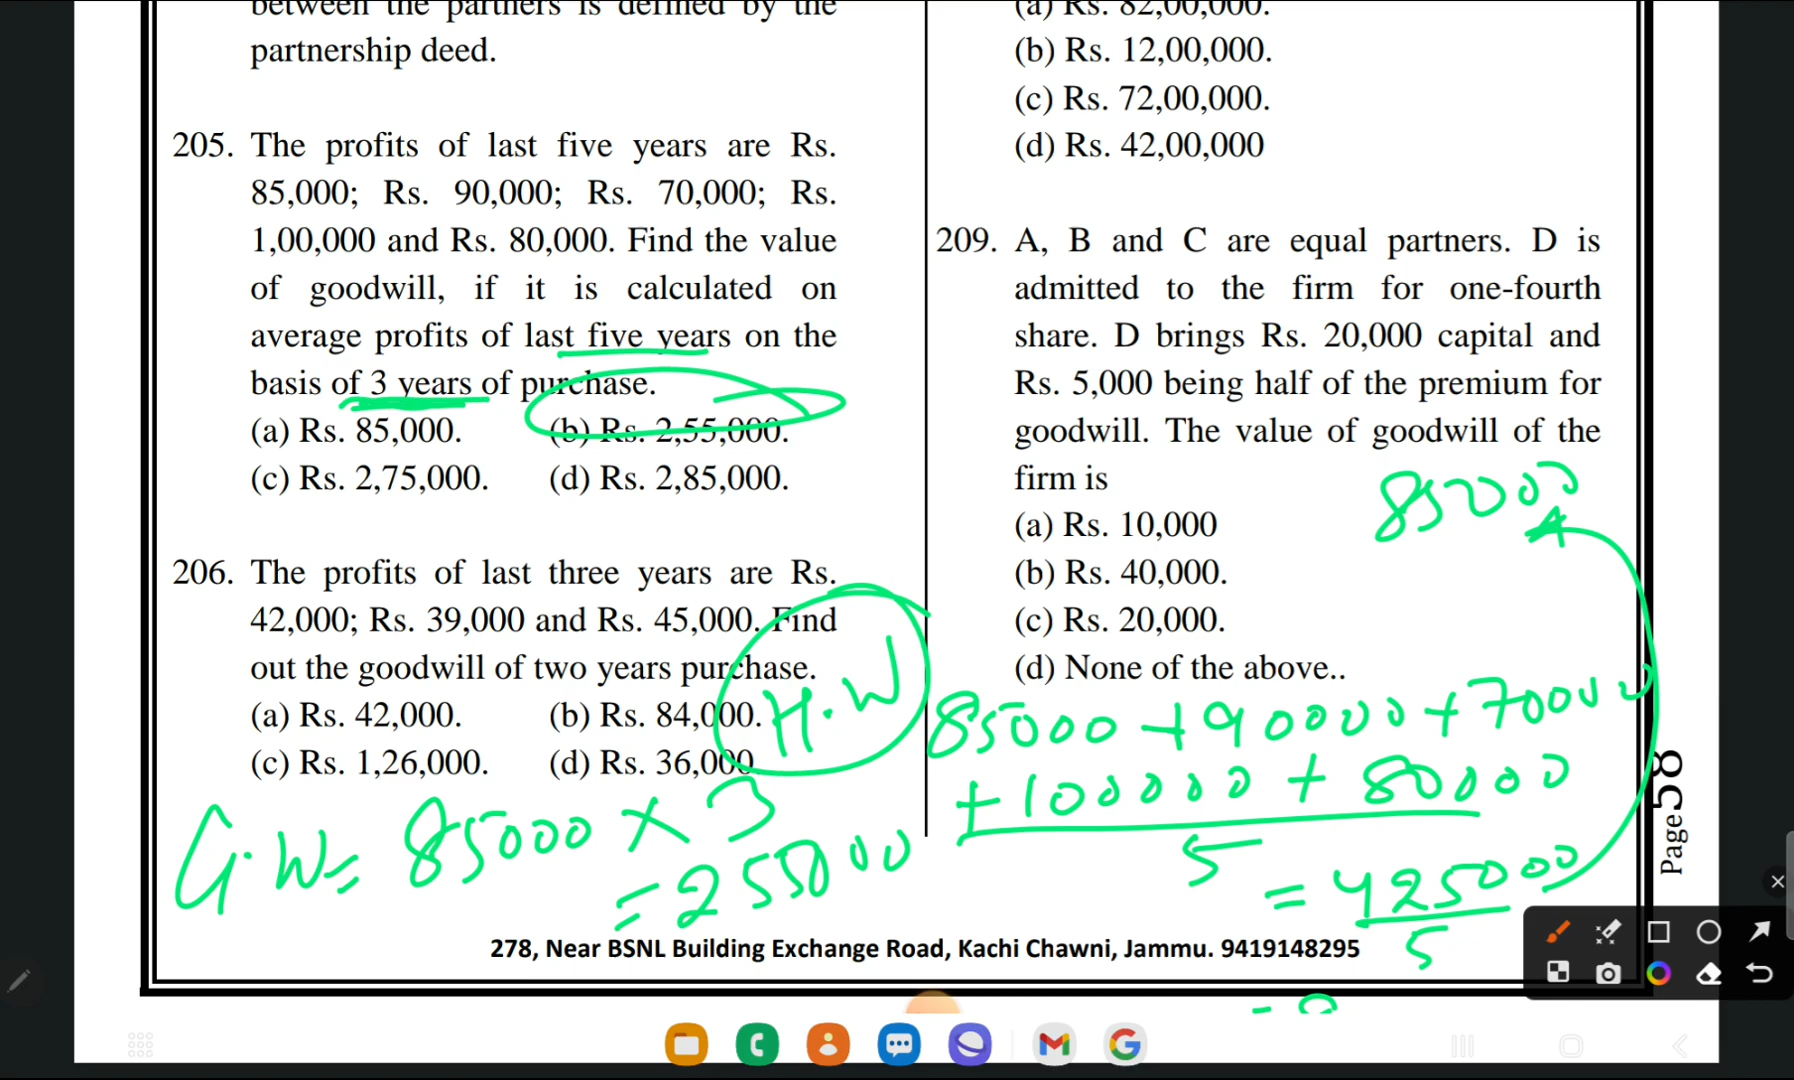 between the partners is defined by the
partnership deed.
205. The profits of last five years are Rs.
85,000; Rs. 90,000; Rs. 70,000; Rs.
1,00,000 and Rs. 80,000. Find the value
of goodwill, if it is calculated on
average profits of last five years on the
basis of 3 years of purchase.
(a) Rs. 85,000. (b) Rs. 2,55,000.
(c) Rs. 2,75,000. (d) Rs. 2,85,000.
206. The profits of last three years are Rs.
42,000; Rs. 39,000 and Rs. 45,000. Find
out the goodwill of two years purchase.
(a) Rs. 42,000. (b) Rs. 84,000.
(c) Rs. 1,26,000. (d) Rs. 36,000.
H.W
G.W= 85000 × 3
= 255000
(a) Rs. 82,00,000.
(b) Rs. 12,00,000.
(c) Rs. 72,00,000.
(d) Rs. 42,00,000
209. A, B and C are equal partners. D is
admitted to the firm for one-fourth
share. D brings Rs. 20,000 capital and
Rs. 5,000 being half of the premium for
goodwill. The value of goodwill of the
firm is
(a) Rs. 10,000
(b) Rs. 40,000.
(c) Rs. 20,000.
(d) None of the above..
85000
85000 + 90000 + 70000
+ 100000 + 80000
5
= 425000
5
Page58
278, Near BSNL Building Exchange Road, Kachi Chawni, Jammu. 9419148295